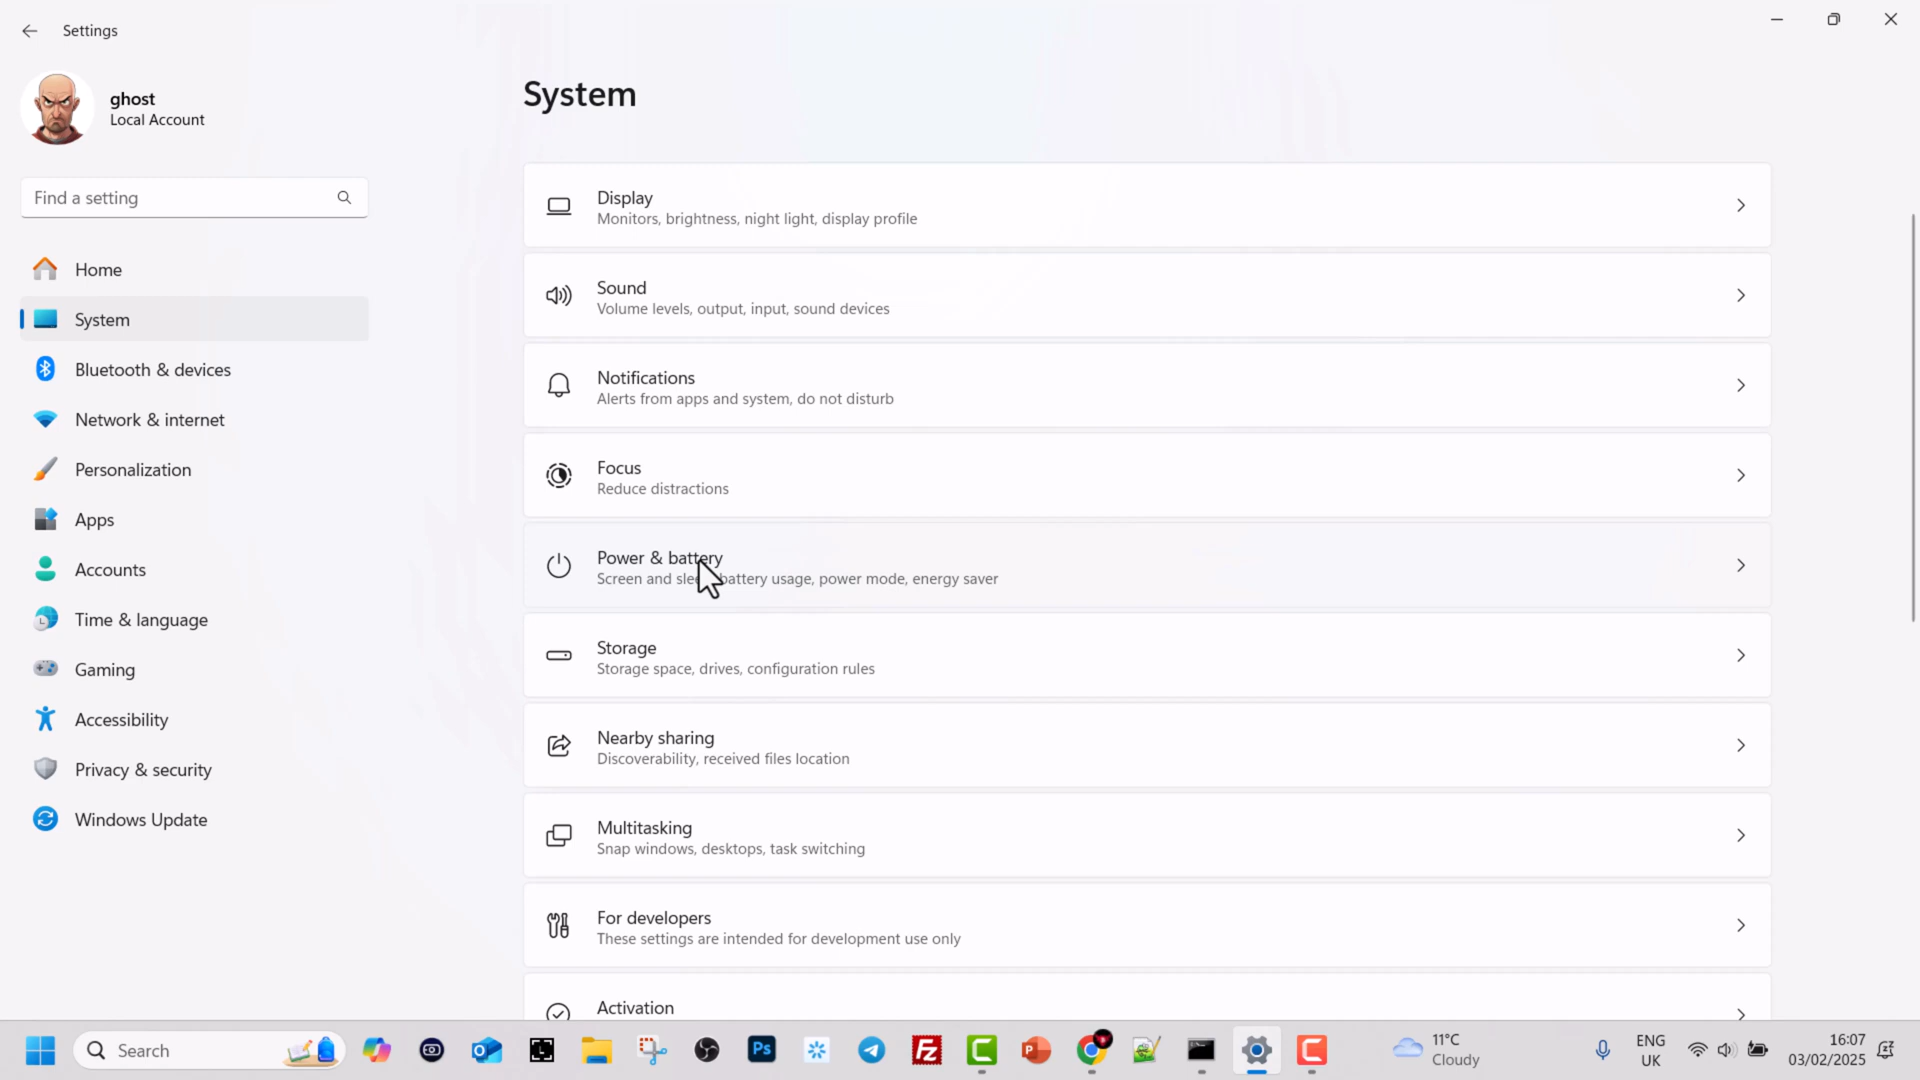 Settings
ghost
Local Account
Find a setting
Home
System
Bluetooth & devices
Network & internet
Personalization
Apps
Accounts
Time & language
Gaming
Accessibility
Privacy & security
Windows Update
System
Display
Monitors, brightness, night light, display profile
Sound
Volume levels, output, input, sound devices
Notifications
Alerts from apps and system, do not disturb
Focus
Reduce distractions
Power & battery
Screen and battery usage, power mode, energy saver
Storage
Storage space, drives, configuration rules
Nearby sharing
Discoverability, received files location
Multitasking
Snap windows, desktops, task switching
For developers
These settings are intended for development use only
Activation
Search
Ps
Fz
C
P
C
11°C
Cloudy
ENG
UK
16:07
03/02/2025